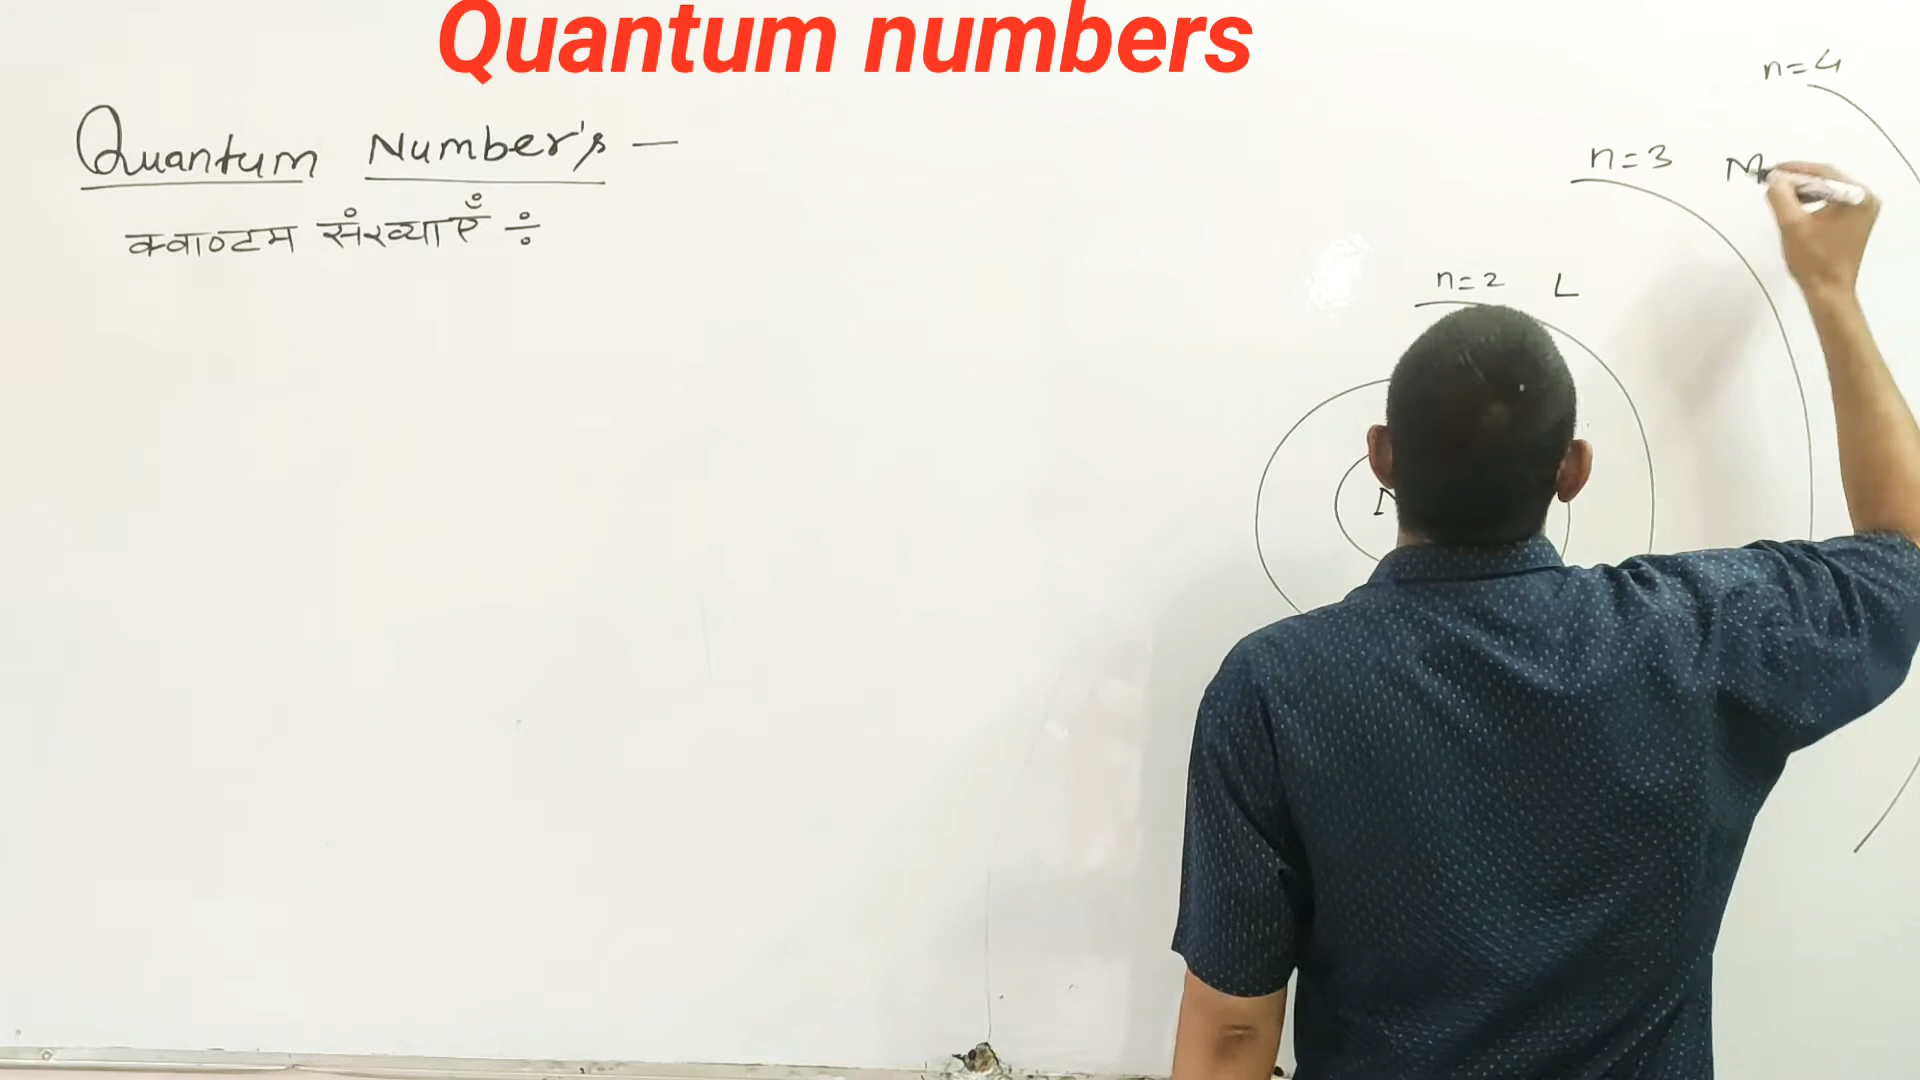 Quantum numbers
Quantum Number's —
क्वाण्टम संख्याएँ ÷
n=4
n=3 M
n=2 L
N